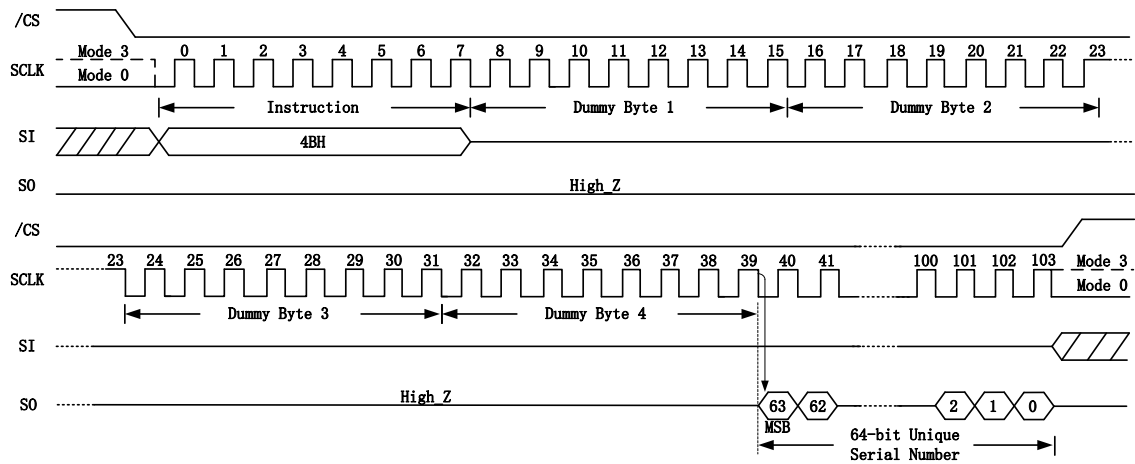 /CS
Mode 3 0 1 2 3 4 5 6 7 8 9 10 11 12 13 14 15 16 17 18 19 20 21 22 23
SCLK
Mode 0
Instruction Dummy Byte 1 Dummy Byte 2
SI
4BH
SO
High_Z
/CS
23 24 25 26 27 28 29 30 31 32 33 34 35 36 37 38 39 40 41 100 101 102 103 Mode 3
SCLK
Mode 0
Dummy Byte 3 Dummy Byte 4
SI
High_Z
SO
63 62 2 1 0
MSB
64-bit Unique
Serial Number